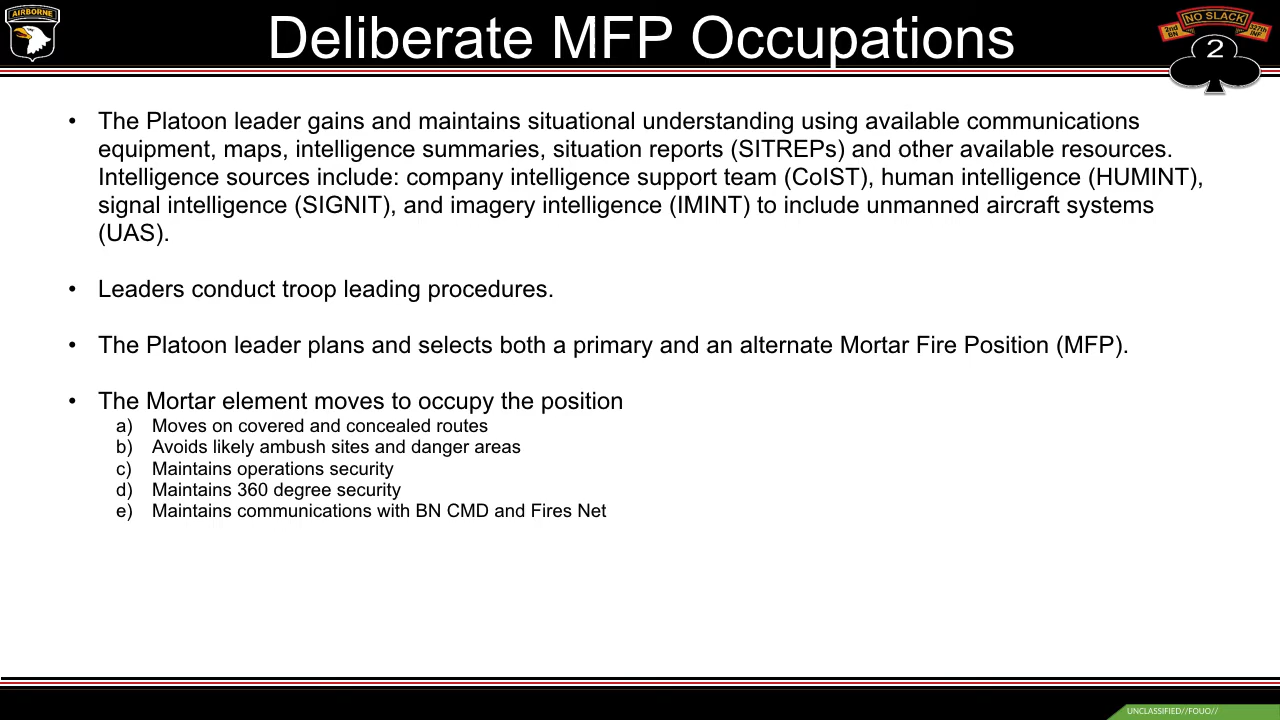 AIRBORNE
Deliberate MFP Occupations
NO SLACK
2nd BN
327th INF
2
• The Platoon leader gains and maintains situational understanding using available communications
equipment, maps, intelligence summaries, situation reports (SITREPs) and other available resources.
Intelligence sources include: company intelligence support team (CoIST), human intelligence (HUMINT),
signal intelligence (SIGNIT), and imagery intelligence (IMINT) to include unmanned aircraft systems
(UAS).
• Leaders conduct troop leading procedures.
• The Platoon leader plans and selects both a primary and an alternate Mortar Fire Position (MFP).
• The Mortar element moves to occupy the position
a) Moves on covered and concealed routes
b) Avoids likely ambush sites and danger areas
c) Maintains operations security
d) Maintains 360 degree security
e) Maintains communications with BN CMD and Fires Net
UNCLASSIFIED//FOUO//